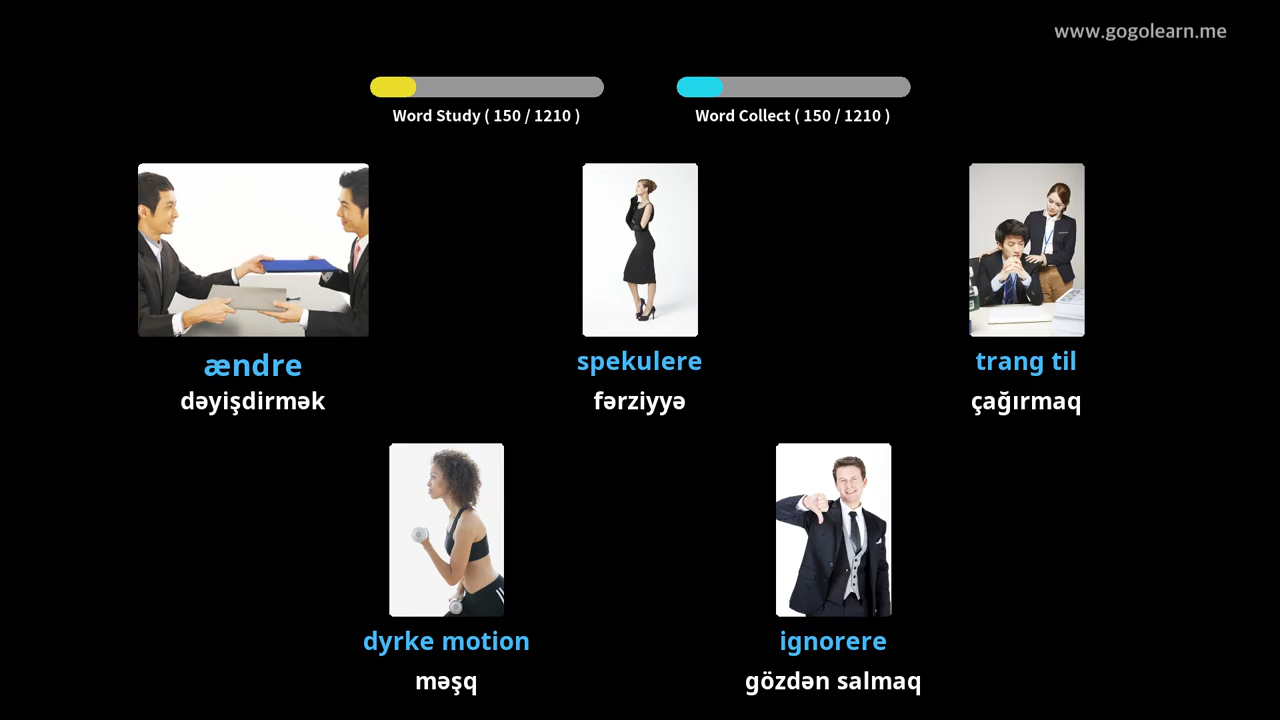 www.gogolearn.me
Word Study ( 150 / 1210 )
Word Collect ( 150 / 1210 )
ændre
dəyişdirmək
spekulere
fərziyyə
trang til
çağırmaq
dyrke motion
məşq
ignorere
gözdən salmaq